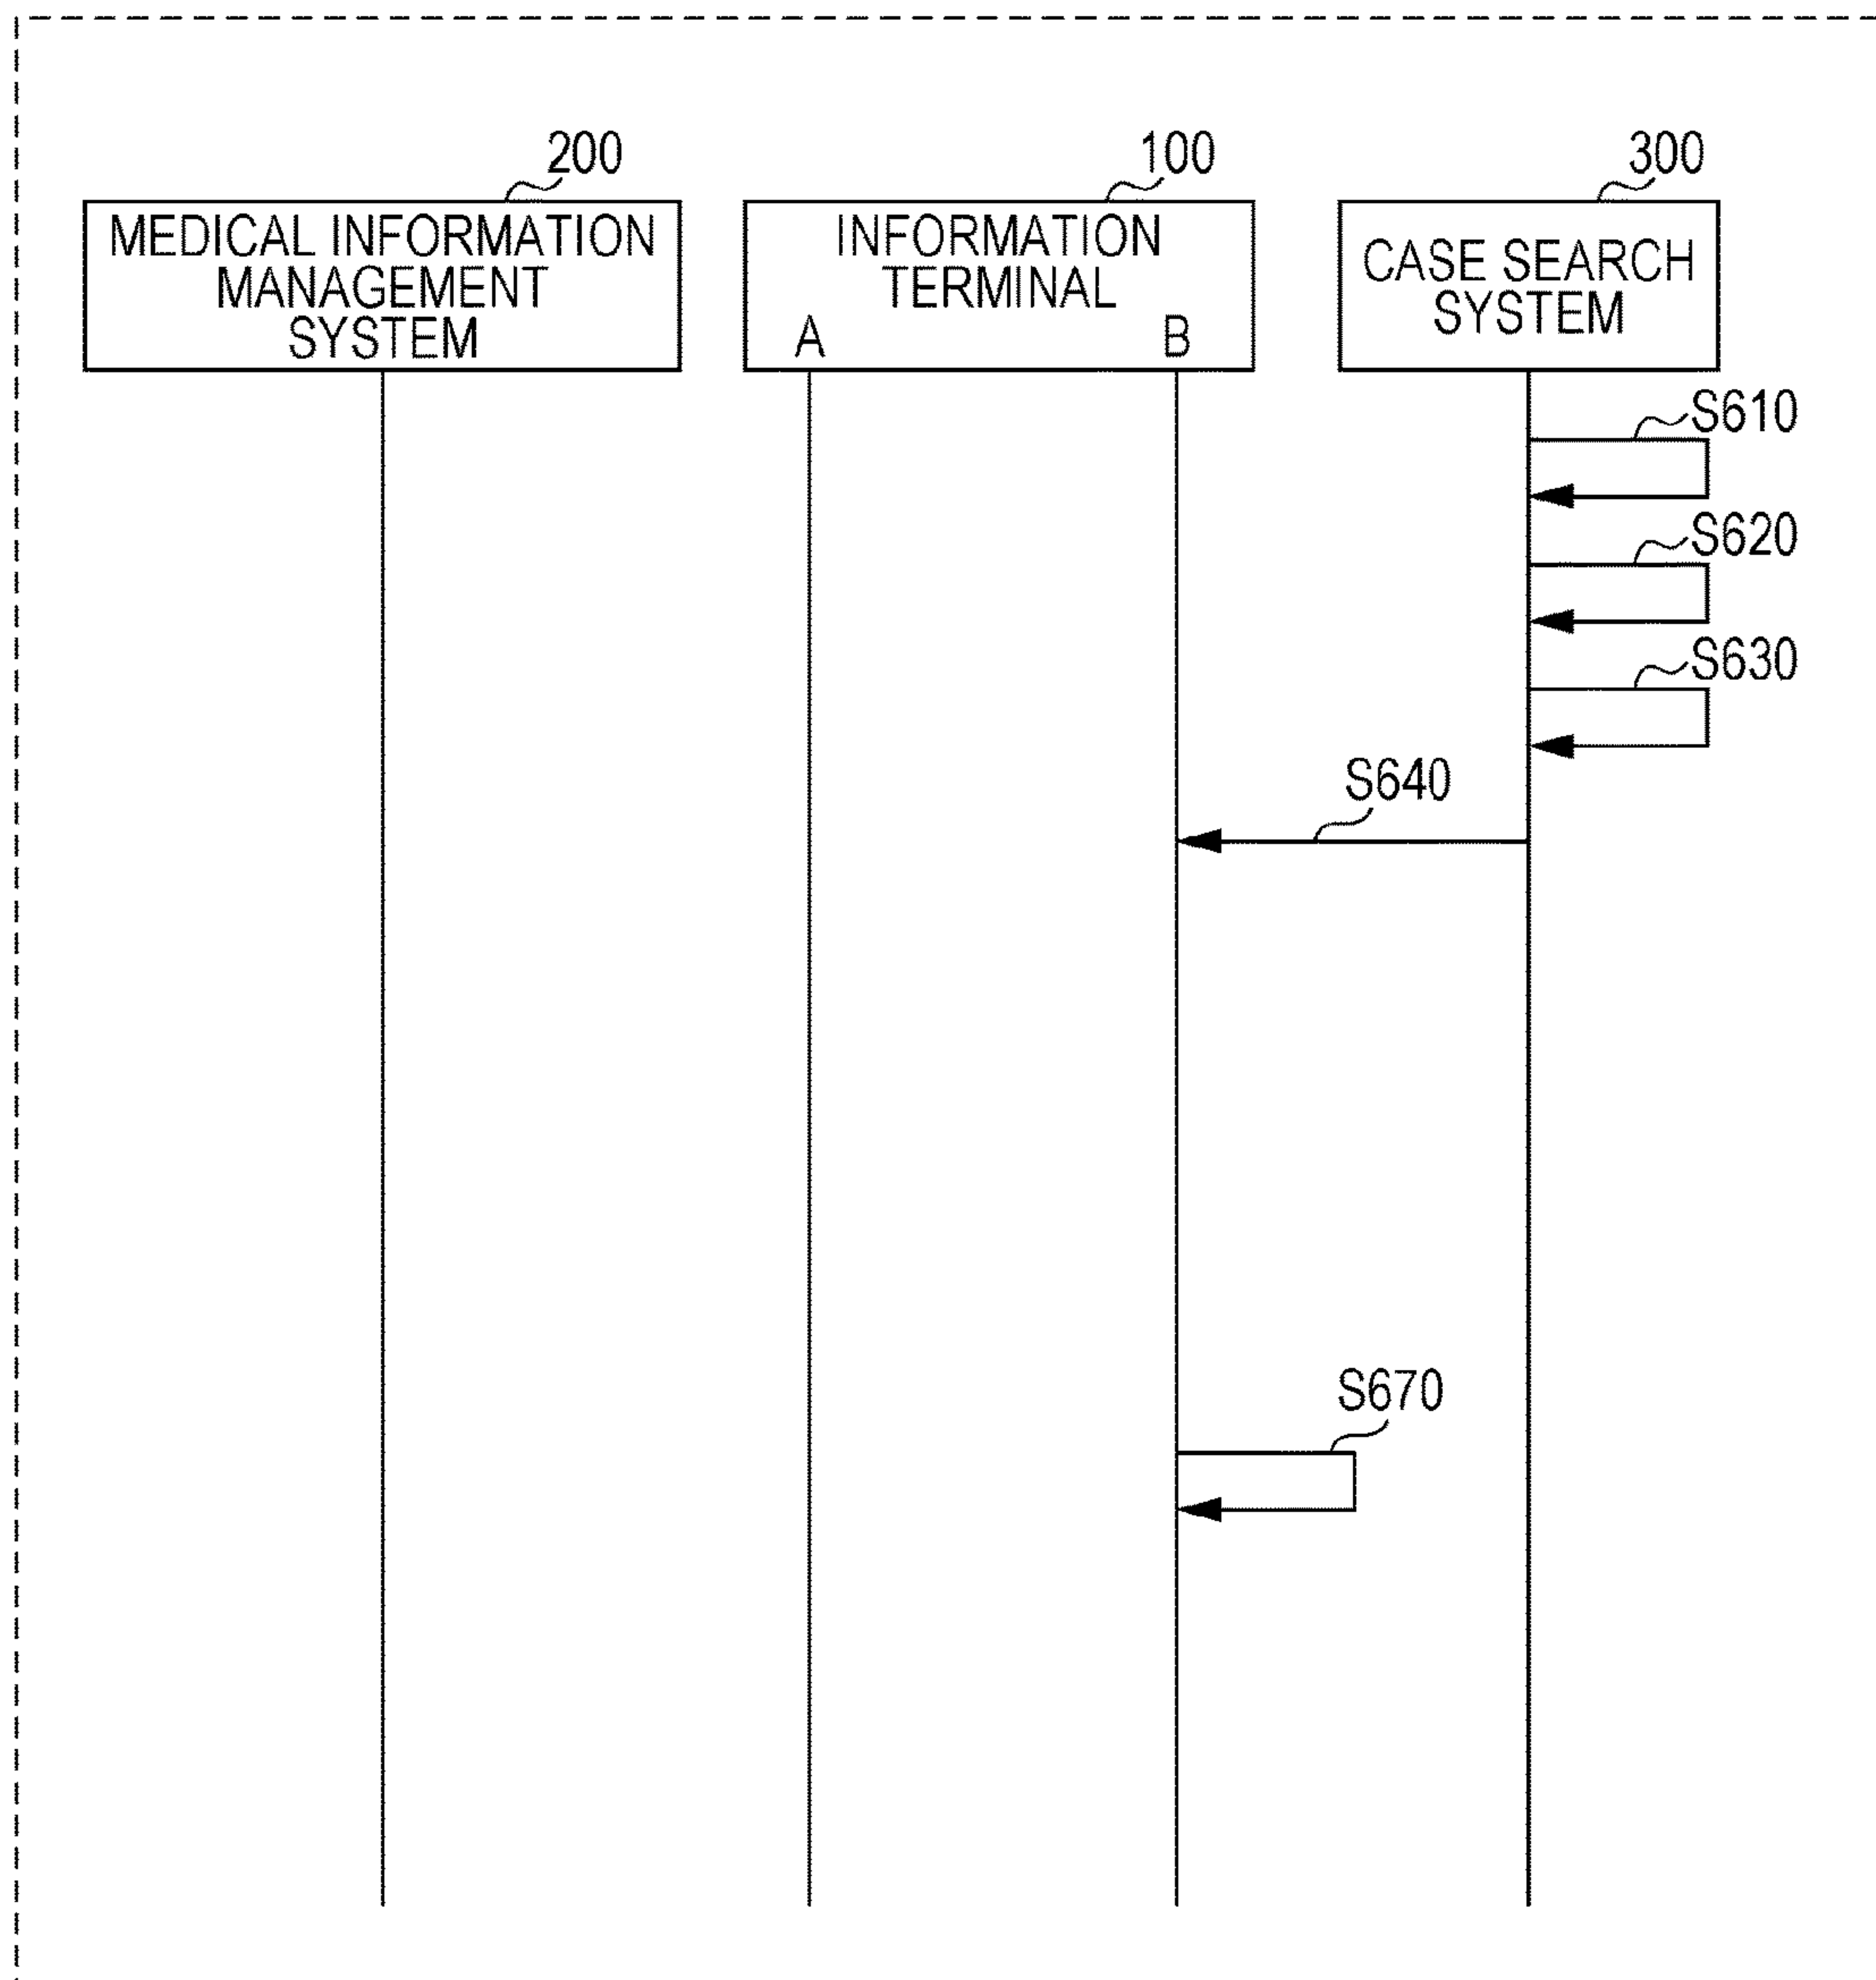 200
100
300
MEDICAL INFORMATION
MANAGEMENT
SYSTEM
INFORMATION
TERMINAL
A
B
CASE SEARCH
SYSTEM
S610
S620
S630
S640
S670